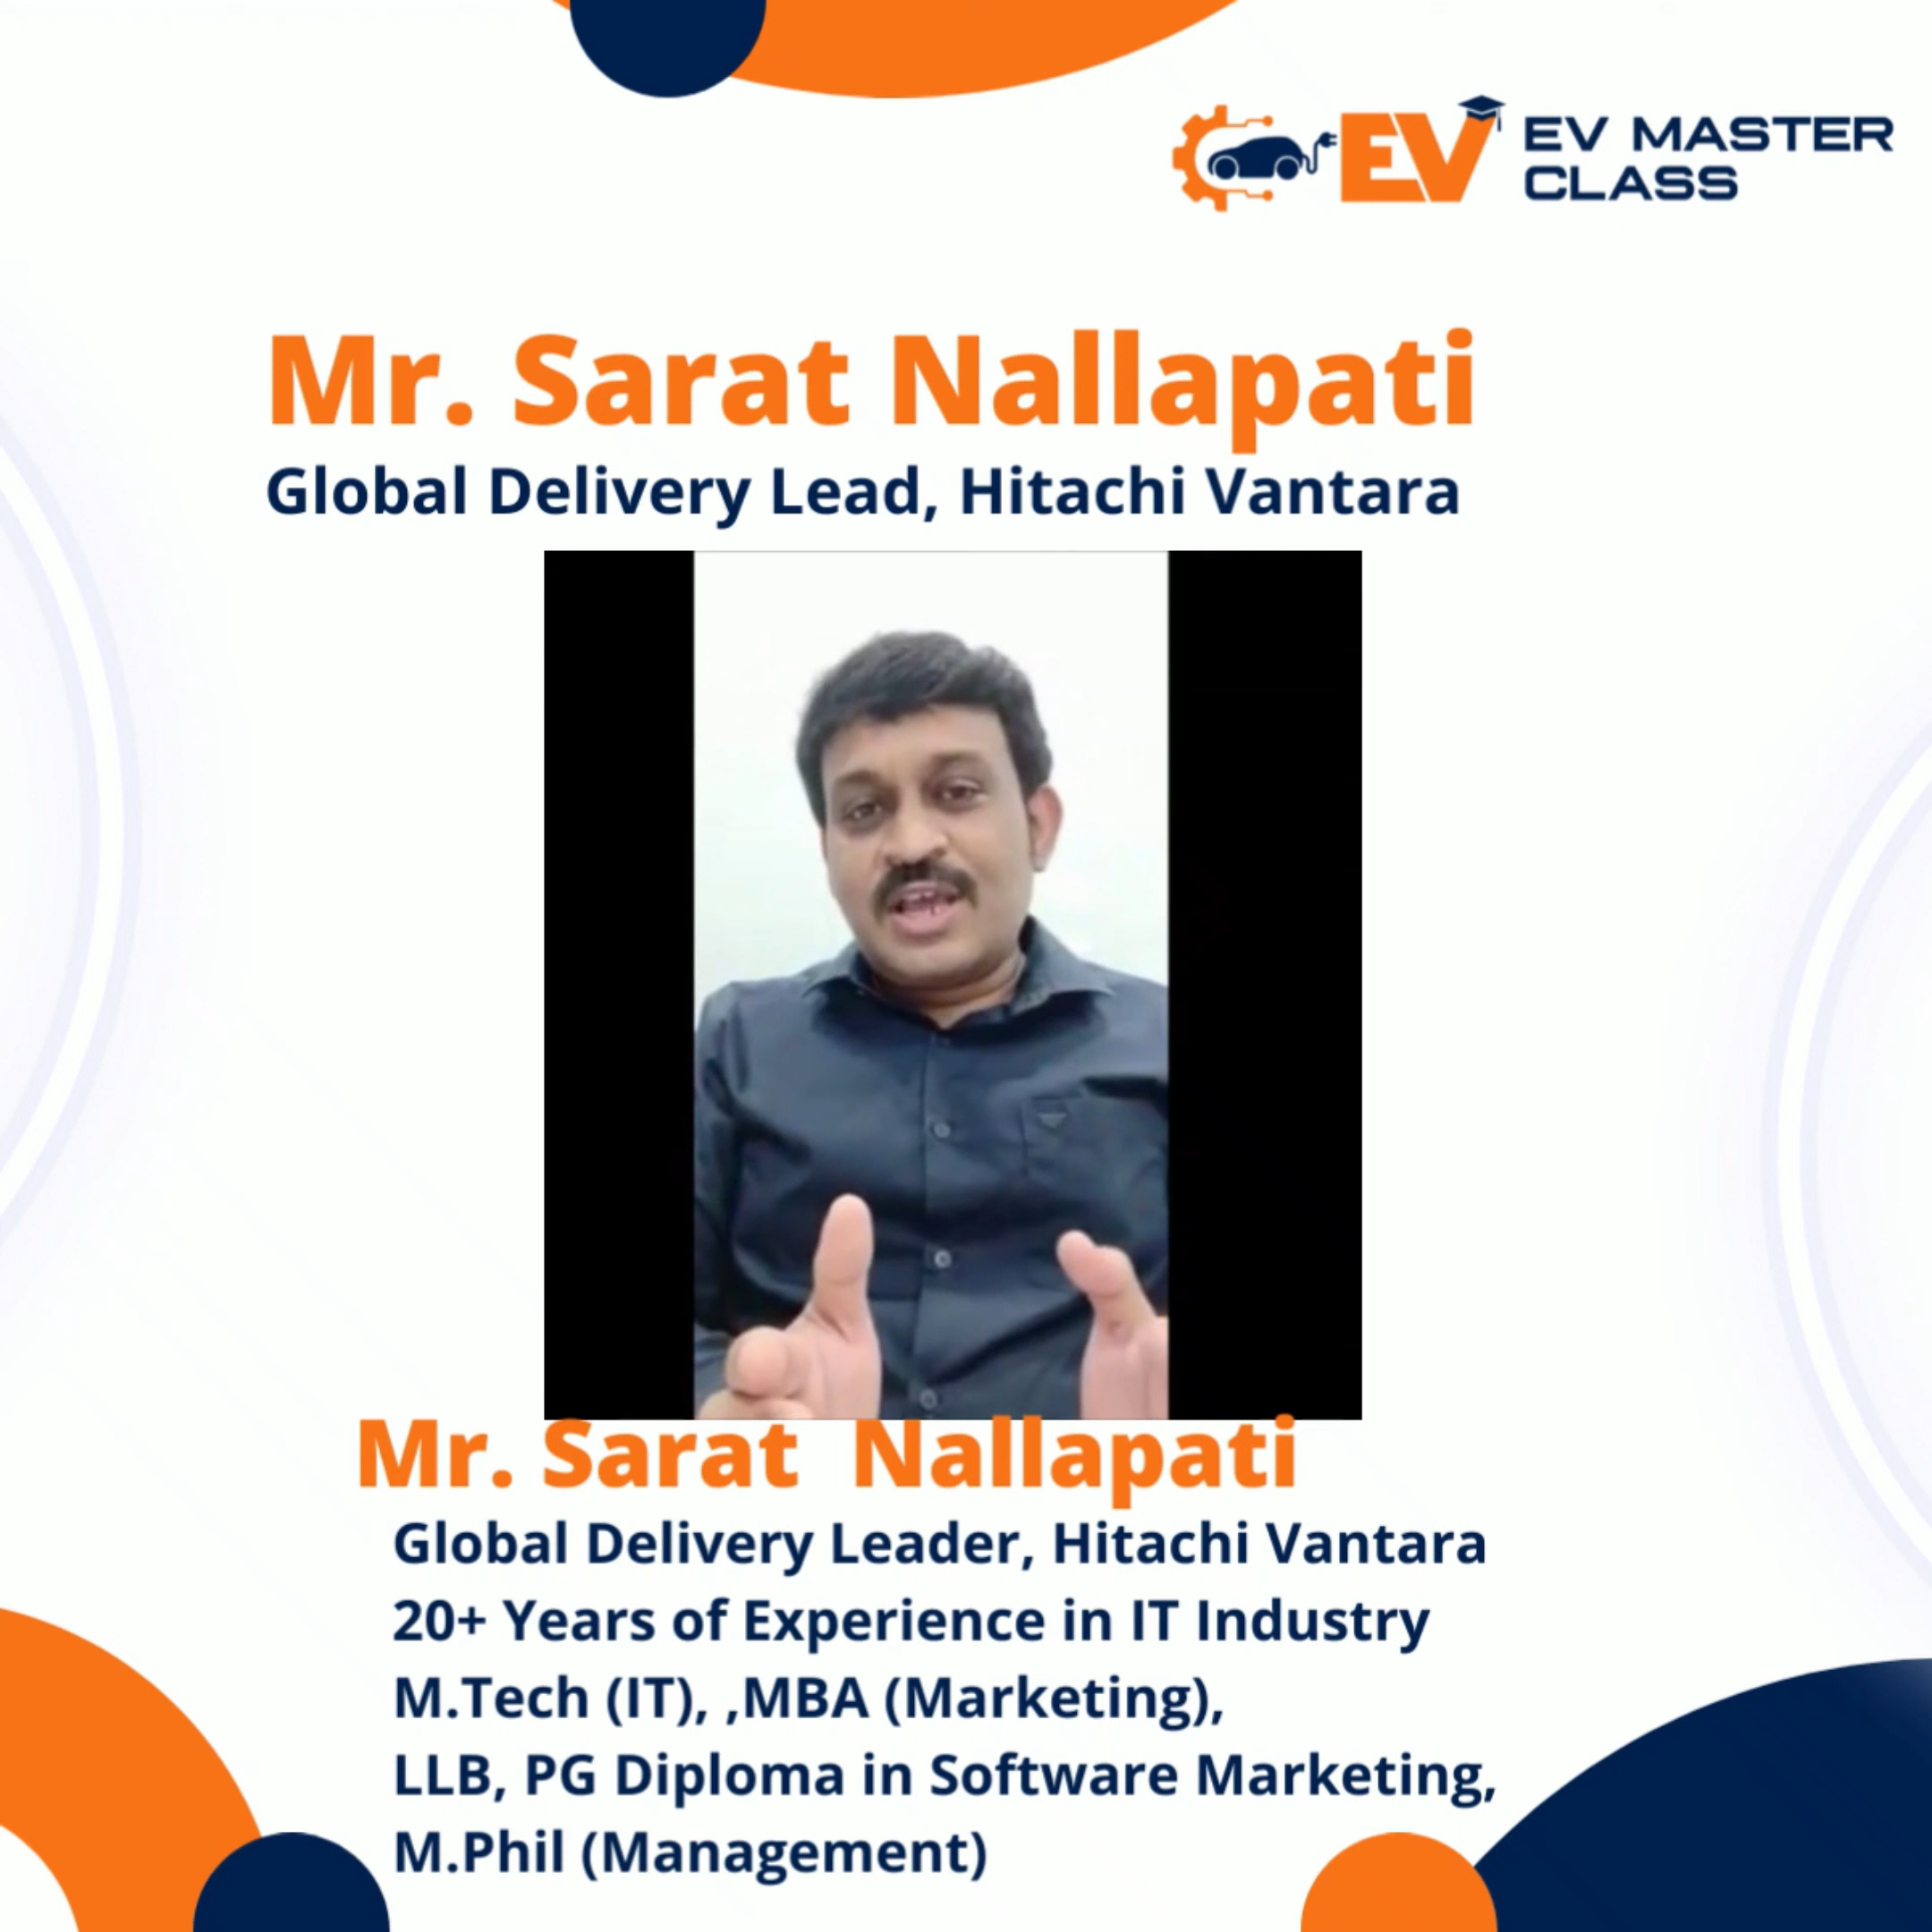 EV EV MASTER
CLASS
Mr. Sarat Nallapati
Global Delivery Lead, Hitachi Vantara
Mr. Sarat Nallapati
Global Delivery Leader, Hitachi Vantara
20+ Years of Experience in IT Industry
M.Tech (IT), ,MBA (Marketing),
LLB, PG Diploma in Software Marketing,
M.Phil (Management)